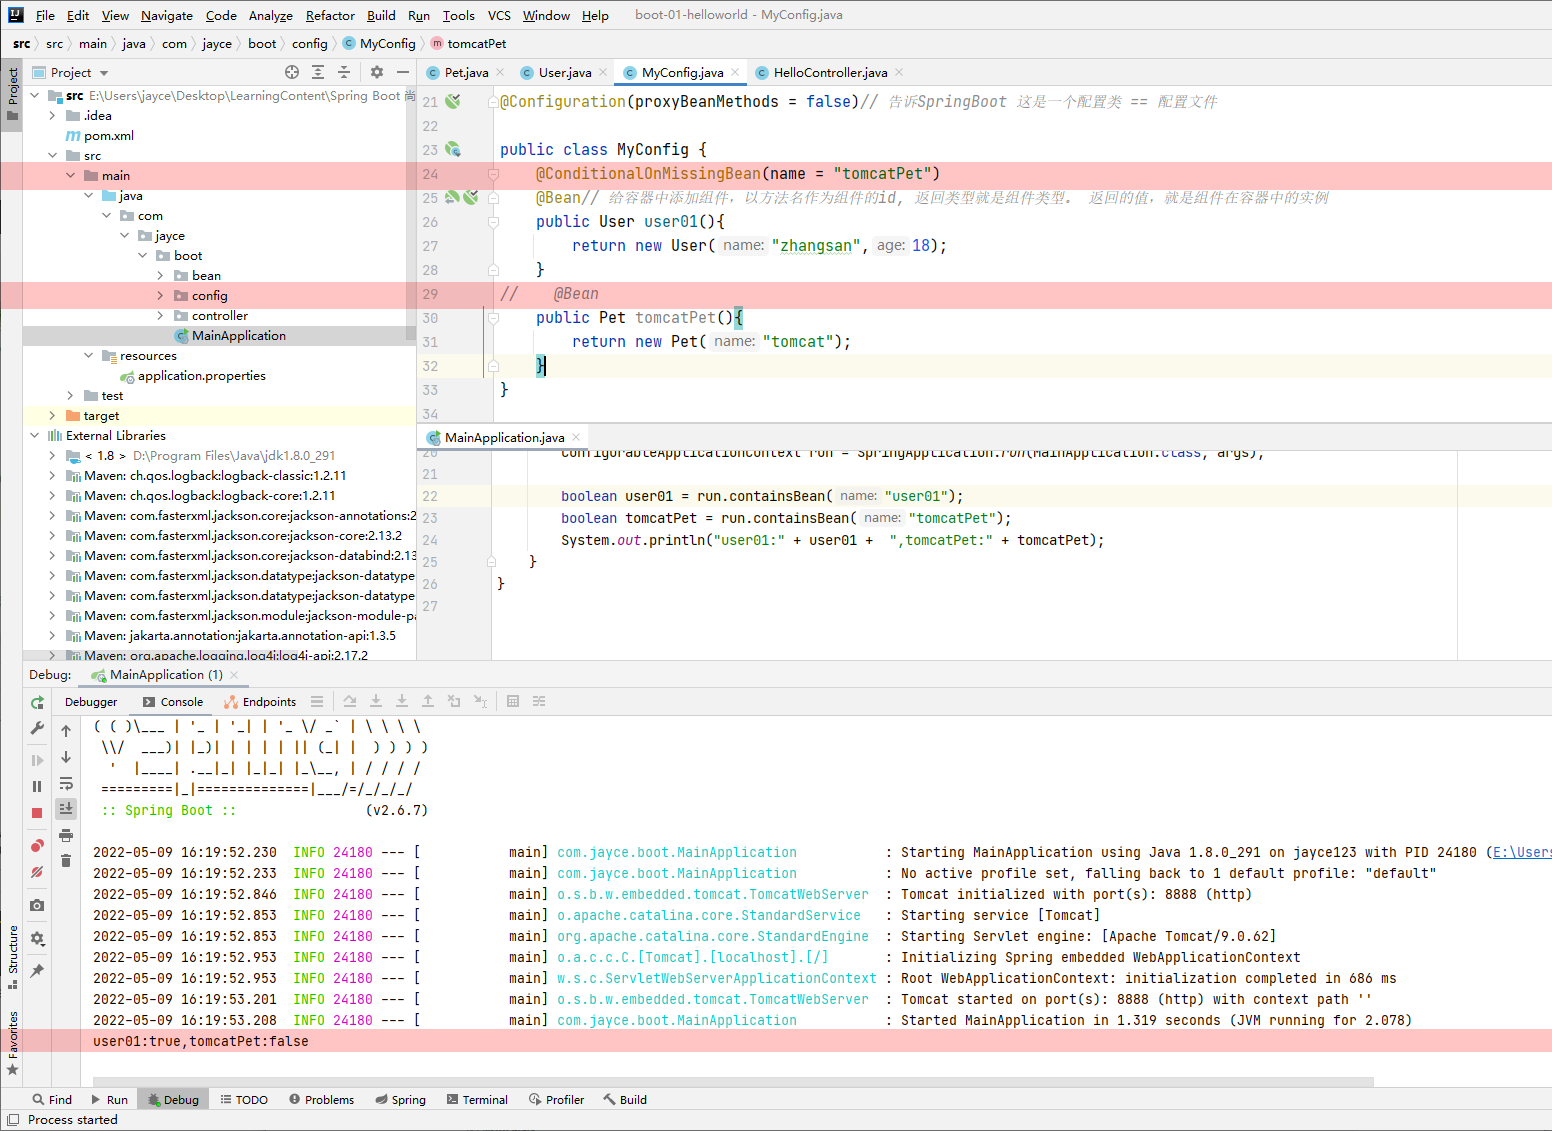 File Edit View Navigate Code Analyze Refactor Build Run Tools VCS Window Help boot-01-helloworld - MyConfig.java
src src main java com jayce boot config MyConfig tomcatPet
Project
Project
src E:\Users\jayce\Desktop\LearningContent\Spring Boot 尚
.idea
pom.xml
src
main
java
com
jayce
boot
bean
config
controller
MainApplication
resources
application.properties
test
target
External Libraries
< 1.8 > D:\Program Files\Java\jdk1.8.0_291
Maven: ch.qos.logback:logback-classic:1.2.11
Maven: ch.qos.logback:logback-core:1.2.11
Maven: com.fasterxml.jackson.core:jackson-annotations:2
Maven: com.fasterxml.jackson.core:jackson-core:2.13.2
Maven: com.fasterxml.jackson.core:jackson-databind:2.13
Maven: com.fasterxml.jackson.datatype:jackson-datatype
Maven: com.fasterxml.jackson.datatype:jackson-datatype
Maven: com.fasterxml.jackson.module:jackson-module-pa
Maven: jakarta.annotation:jakarta.annotation-api:1.3.5
Maven: org.apache.logging.log4j:log4j-api:2.17.2
Pet.java User.java MyConfig.java HelloController.java
21 @Configuration(proxyBeanMethods = false)// 告诉SpringBoot 这是一个配置类 == 配置文件
22
23 public class MyConfig {
24 @ConditionalOnMissingBean(name = "tomcatPet")
25 @Bean// 给容器中添加组件，以方法名作为组件的id, 返回类型就是组件类型. 返回的值，就是组件在容器中的实例
26 public User user01(){
27 return new User( name: "zhangsan", age: 18);
28 }
29 // @Bean
30 public Pet tomcatPet(){
31 return new Pet( name: "tomcat");
32 }
33 }
34
MainApplication.java
20 ConfigurableApplicationContext run = SpringApplication.run(MainApplication.class, args);
21
22 boolean user01 = run.containsBean( name: "user01");
23 boolean tomcatPet = run.containsBean( name: "tomcatPet");
24 System.out.println("user01:" + user01 + ",tomcatPet:" + tomcatPet);
25 }
26 }
27
Debug: MainApplication (1)
Debugger Console Endpoints
( ( )\___ | '_ | '_| | '_ \/ _` | \ \ \ \
\\/ ___)| |_)| | | | | || (_| | ) ) ) )
' |____| .__|_| |_|_| |_\__, | / / / /
=========|_|==============|___/=/_/_/_/
:: Spring Boot :: (v2.6.7)
2022-05-09 16:19:52.230 INFO 24180 --- [ main] com.jayce.boot.MainApplication : Starting MainApplication using Java 1.8.0_291 on jayce123 with PID 24180 (E:\Users
2022-05-09 16:19:52.233 INFO 24180 --- [ main] com.jayce.boot.MainApplication : No active profile set, falling back to 1 default profile: "default"
2022-05-09 16:19:52.846 INFO 24180 --- [ main] o.s.b.w.embedded.tomcat.TomcatWebServer : Tomcat initialized with port(s): 8888 (http)
2022-05-09 16:19:52.853 INFO 24180 --- [ main] o.apache.catalina.core.StandardService : Starting service [Tomcat]
2022-05-09 16:19:52.853 INFO 24180 --- [ main] org.apache.catalina.core.StandardEngine : Starting Servlet engine: [Apache Tomcat/9.0.62]
2022-05-09 16:19:52.953 INFO 24180 --- [ main] o.a.c.c.C.[Tomcat].[localhost].[/] : Initializing Spring embedded WebApplicationContext
2022-05-09 16:19:52.953 INFO 24180 --- [ main] w.s.c.ServletWebServerApplicationContext : Root WebApplicationContext: initialization completed in 686 ms
2022-05-09 16:19:53.201 INFO 24180 --- [ main] o.s.b.w.embedded.tomcat.TomcatWebServer : Tomcat started on port(s): 8888 (http) with context path ''
2022-05-09 16:19:53.208 INFO 24180 --- [ main] com.jayce.boot.MainApplication : Started MainApplication in 1.319 seconds (JVM running for 2.078)
user01:true,tomcatPet:false
Structure
Favorites
Find Run Debug TODO Problems Spring Terminal Profiler Build
Process started